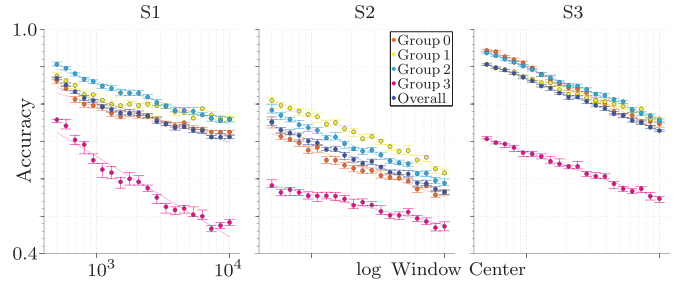 S1 S2 S3
1.0
Group 0
Group 1
Group 2
Group 3
Overall
Accuracy
0.4
10³ 10⁴
log Window Center